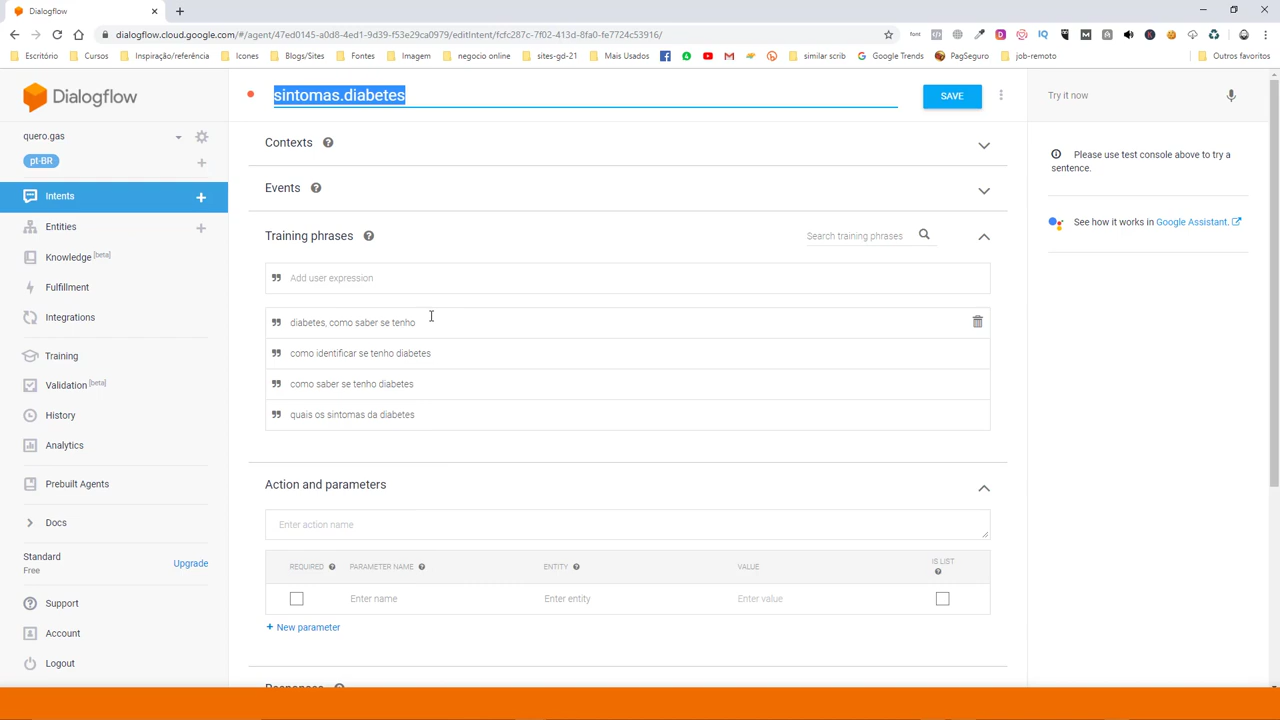 Dialogflow
dialogflow.cloud.google.com/#/agent/47ed0145-a0d8-4ed1-9d39-f53e29ca0979/editIntent/fcfc287c-7f02-413d-8fa0-fe7724c53916/
Escritório
Cursos
Inspiração/referência
Icones
Blogs/Sites
Fontes
Imagem
negocio online
sites-gd-21
Mais Usados
similar scrib
Google Trends
PagSeguro
job-remoto
Outros favoritos
Dialogflow
sintomas.diabetes
SAVE
Try it now
quero.gas
pt-BR
Contexts
Please use test console above to try a
sentence.
Intents
Events
Entities
Training phrases
Search training phrases
See how it works in Google Assistant.
Knowledge [beta]
Add user expression
Fulfillment
Integrations
diabetes, como saber se tenho
Training
como identificar se tenho diabetes
Validation [beta]
como saber se tenho diabetes
History
quais os sintomas da diabetes
Analytics
Prebuilt Agents
Action and parameters
Docs
Enter action name
Standard
Free
Upgrade
REQUIRED PARAMETER NAME ENTITY VALUE IS LIST
Enter name Enter entity Enter value
Support
New parameter
Account
Logout
Responses